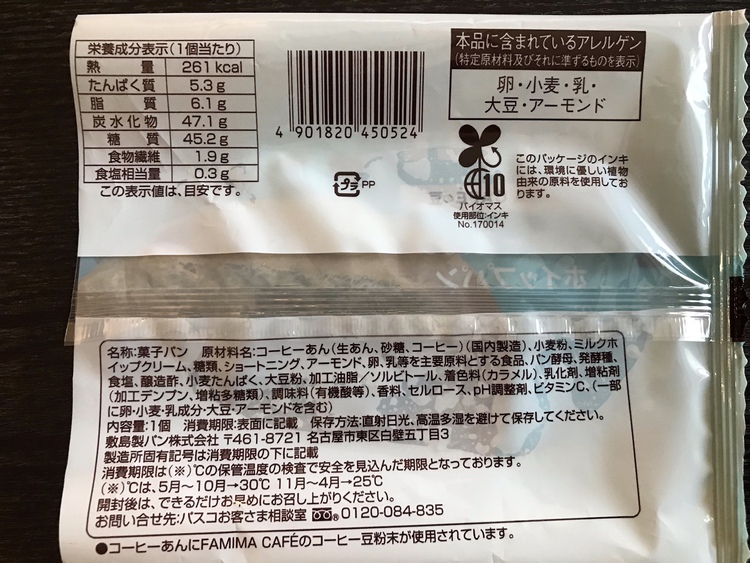 栄養成分表示(1個当たり)
熱量 261kcal
たんぱく質 5.3g
脂質 6.1g
炭水化物 47.1g
糖質 45.2g
食物繊維 1.9g
食塩相当量 0.3g
この表示値は、目安です。
4 901820 450524
プラ PP
本品に含まれているアレルゲン
(特定原材料及びそれに準ずるものを表示)
卵・小麦・乳・
大豆・アーモンド
10
バイオマス
使用部位:インキ
No.170014
このパッケージのインキ
には、環境に優しい植物
由来の原料を使用してお
ります。
ホイップパン
名称:菓子パン 原材料名:コーヒーあん(生あん、砂糖、コーヒー)(国内製造)、小麦粉、ミルクホ
イップクリーム、糖類、ショートニング、アーモンド、卵、乳等を主要原料とする食品、パン酵母、発酵種、
食塩、醸造酢、小麦たんぱく、大豆粉、加工油脂/ソルビトール、着色料(カラメル)、乳化剤、増粘剤
(加工デンプン、増粘多糖類)、調味料(有機酸等)、香料、セルロース、pH調整剤、ビタミンC、(一部
に卵・小麦・乳成分・大豆・アーモンドを含む)
内容量:1個 消費期限:表面に記載 保存方法:直射日光、高温多湿を避けて保存してください。
敷島製パン株式会社 〒461-8721 名古屋市東区白壁五丁目3
製造所固有記号は消費期限の下に記載
消費期限は(※)℃の保管温度の検査で安全を見込んだ期限となっております。
(※)℃は、5月~10月→30℃ 11月~4月→25℃
開封後は、できるだけお早めにお召し上がりください。
お問い合せ先:パスコお客さま相談室 0120-084-835
●コーヒーあんにFAMIMA CAFÉのコーヒー豆粉末が使用されています。